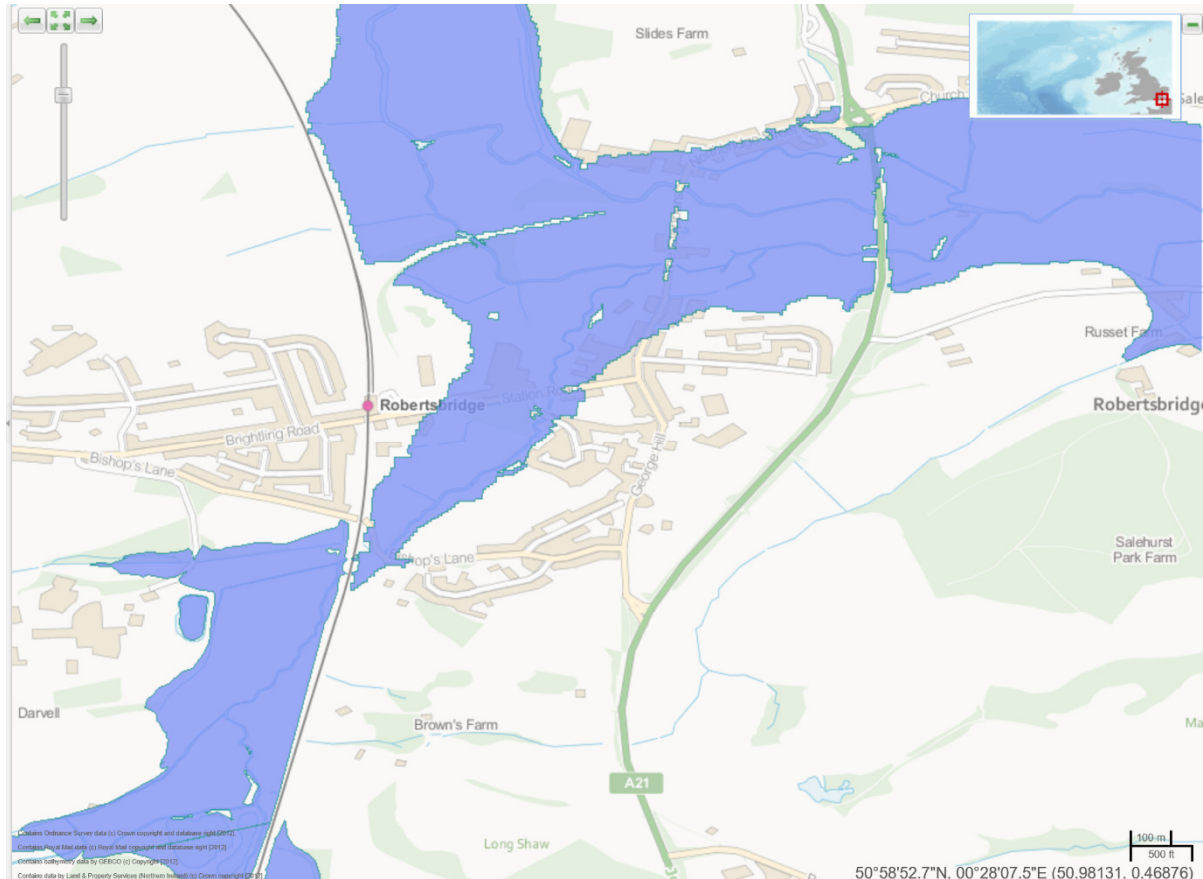 Slides Farm
Church
Sale
Russet Farm
Robertsbridge
Station Ro
Robertsbridge
Brightling Road
Bishop's Lane
George Hill
Salehurst
Park Farm
Bishop's Lane
Darvell
Brown's Farm
Ma
A21
Long Shaw
100 m
500 ft
Contains Ordnance Survey data (c) Crown copyright and database right [2012]
Contains Royal Mail data (c) Royal Mail copyright and database right [2012]
Contains bathymetry data by GEBCO (c) Copyright [2012]
Contains data by Land & Property Services (Northern Ireland) (c) Crown copyright [2012]
50°58'52.7"N, 00°28'07.5"E (50.98131, 0.46876)